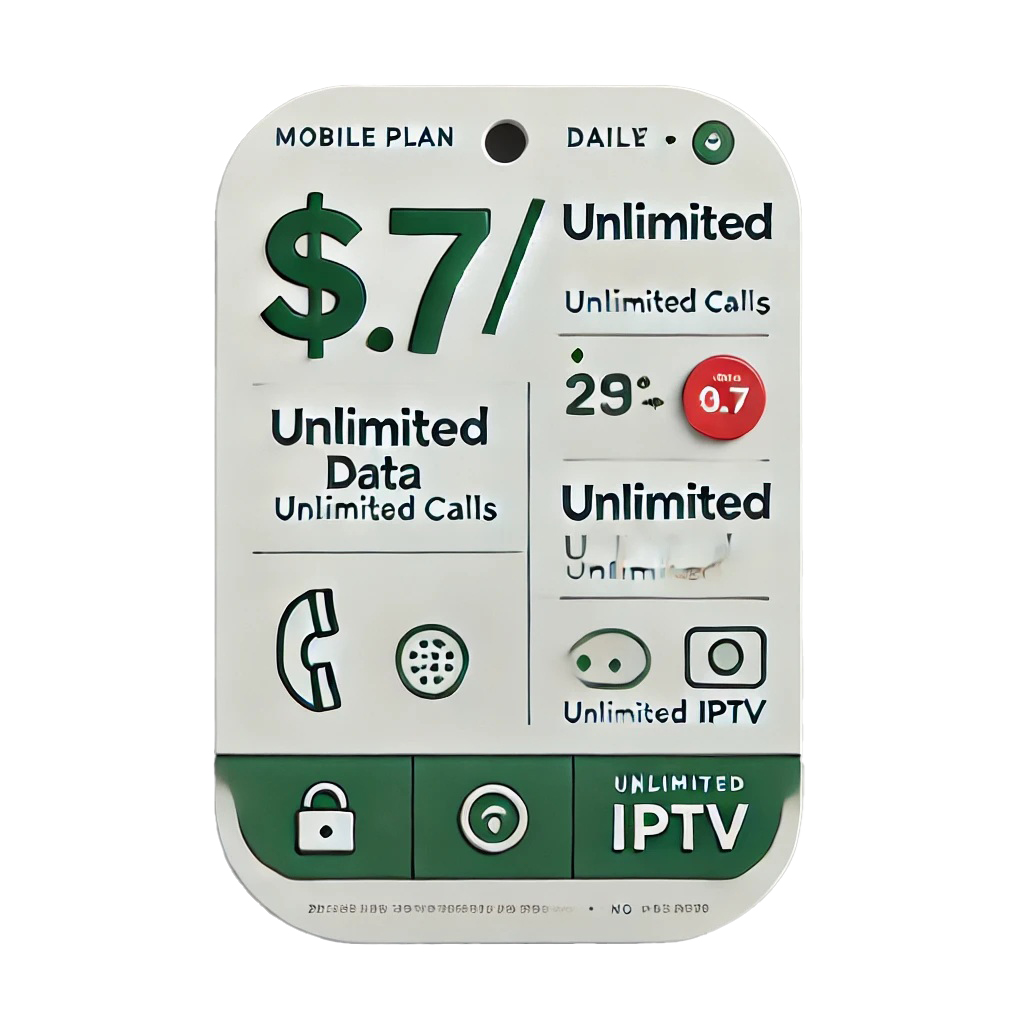 MOBILE PLAN
DAILY
$.7/
Unlimited
Data
Unlimited Calls
Unlimited
Unlimited Calls
29
0.7
Unlimited
Unlimited IPTV
UNLIMITED
IPTV
NO